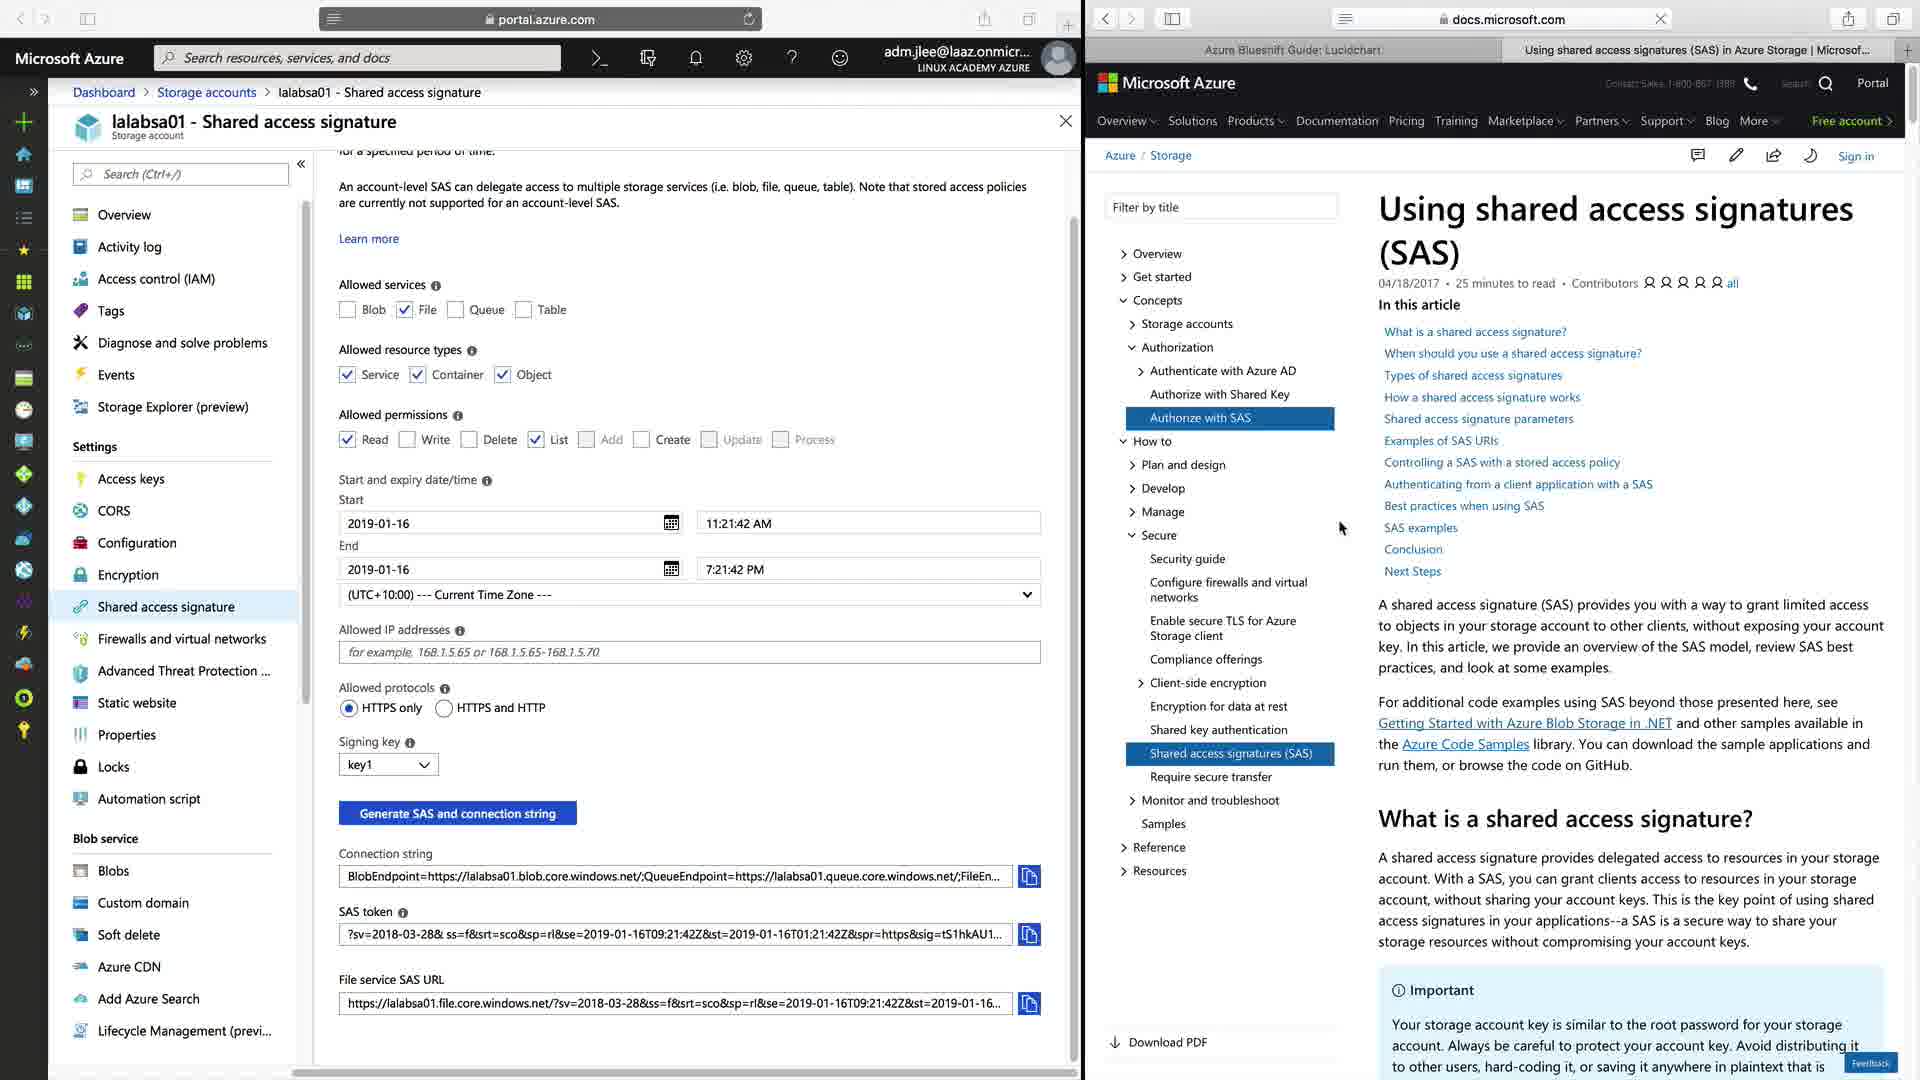 portal.azure.com
Microsoft Azure
Search resources, services, and docs
adm.jlee@laaz.onmicr...
LINUX ACADEMY AZURE
Dashboard > Storage accounts > lalabsa01 - Shared access signature
lalabsa01 - Shared access signature
Storage account
Search (Ctrl+/)
Overview
Activity log
Access control (IAM)
Tags
Diagnose and solve problems
Events
Storage Explorer (preview)
Settings
Access keys
CORS
Configuration
Encryption
Shared access signature
Firewalls and virtual networks
Advanced Threat Protection ...
Static website
Properties
Locks
Automation script
Blob service
Blobs
Custom domain
Soft delete
Azure CDN
Add Azure Search
Lifecycle Management (previ...
for a specified period of time.
An account-level SAS can delegate access to multiple storage services (i.e. blob, file, queue, table). Note that stored access policies
are currently not supported for an account-level SAS.
Learn more
Allowed services
Blob File Queue Table
Allowed resource types
Service Container Object
Allowed permissions
Read Write Delete List Add Create Update Process
Start and expiry date/time
Start
2019-01-16 11:21:42 AM
End
2019-01-16 7:21:42 PM
(UTC+10:00) --- Current Time Zone ---
Allowed IP addresses
for example, 168.1.5.65 or 168.1.5.65-168.1.5.70
Allowed protocols
HTTPS only HTTPS and HTTP
Signing key
key1
Generate SAS and connection string
Connection string
BlobEndpoint=https://lalabsa01.blob.core.windows.net/;QueueEndpoint=https://lalabsa01.queue.core.windows.net/;FileEn...
SAS token
?sv=2018-03-28&ss=f&srt=sco&sp=rl&se=2019-01-16T09:21:42Z&st=2019-01-16T01:21:42Z&spr=https&sig=tS1hkAU1...
File service SAS URL
https://lalabsa01.file.core.windows.net/?sv=2018-03-28&ss=f&srt=sco&sp=rl&se=2019-01-16T09:21:42Z&st=2019-01-16...
docs.microsoft.com
Azure Blueshift Guide: Lucidchart
Using shared access signatures (SAS) in Azure Storage | Microsof...
Microsoft Azure
Contact Sales 1-800-867-1389
Search
Portal
Overview Solutions Products Documentation Pricing Training Marketplace Partners Support Blog More Free account >
Azure / Storage
Sign in
Filter by title
Overview
Get started
Concepts
Storage accounts
Authorization
Authenticate with Azure AD
Authorize with Shared Key
Authorize with SAS
How to
Plan and design
Develop
Manage
Secure
Security guide
Configure firewalls and virtual
networks
Enable secure TLS for Azure
Storage client
Compliance offerings
Client-side encryption
Encryption for data at rest
Shared key authentication
Shared access signatures (SAS)
Require secure transfer
Monitor and troubleshoot
Samples
Reference
Resources
Download PDF
Using shared access signatures
(SAS)
04/18/2017 • 25 minutes to read • Contributors all
In this article
What is a shared access signature?
When should you use a shared access signature?
Types of shared access signatures
How a shared access signature works
Shared access signature parameters
Examples of SAS URIs
Controlling a SAS with a stored access policy
Authenticating from a client application with a SAS
Best practices when using SAS
SAS examples
Conclusion
Next Steps
A shared access signature (SAS) provides you with a way to grant limited access
to objects in your storage account to other clients, without exposing your account
key. In this article, we provide an overview of the SAS model, review SAS best
practices, and look at some examples.
For additional code examples using SAS beyond those presented here, see
Getting Started with Azure Blob Storage in .NET and other samples available in
the Azure Code Samples library. You can download the sample applications and
run them, or browse the code on GitHub.
What is a shared access signature?
A shared access signature provides delegated access to resources in your storage
account. With a SAS, you can grant clients access to resources in your storage
account, without sharing your account keys. This is the key point of using shared
access signatures in your applications--a SAS is a secure way to share your
storage resources without compromising your account keys.
Important
Your storage account key is similar to the root password for your storage
account. Always be careful to protect your account key. Avoid distributing it
to other users, hard-coding it, or saving it anywhere in plaintext that is
Feedback